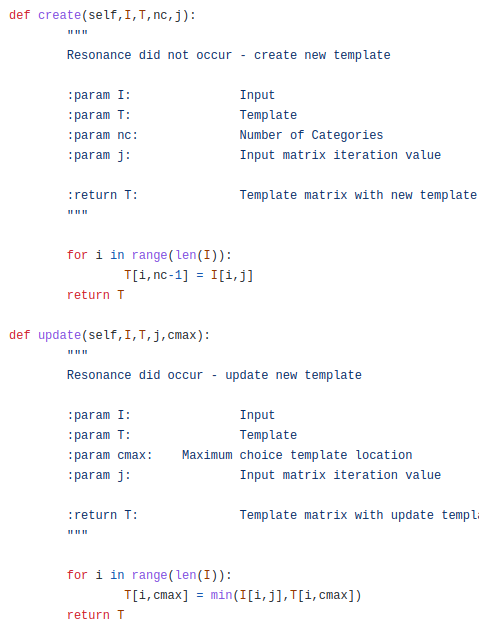 def create(self,I,T,nc,j):
"""
Resonance did not occur - create new template
:param I: Input
:param T: Template
:param nc: Number of Categories
:param j: Input matrix iteration value
:return T: Template matrix with new template
"""
for i in range(len(I)):
T[i,nc-1] = I[i,j]
return T
def update(self,I,T,j,cmax):
"""
Resonance did occur - update new template
:param I: Input
:param T: Template
:param cmax: Maximum choice template location
:param j: Input matrix iteration value
:return T: Template matrix with update
"""
for i in range(len(I)):
T[i,cmax] = min(I[i,j],T[i,cmax])
return T